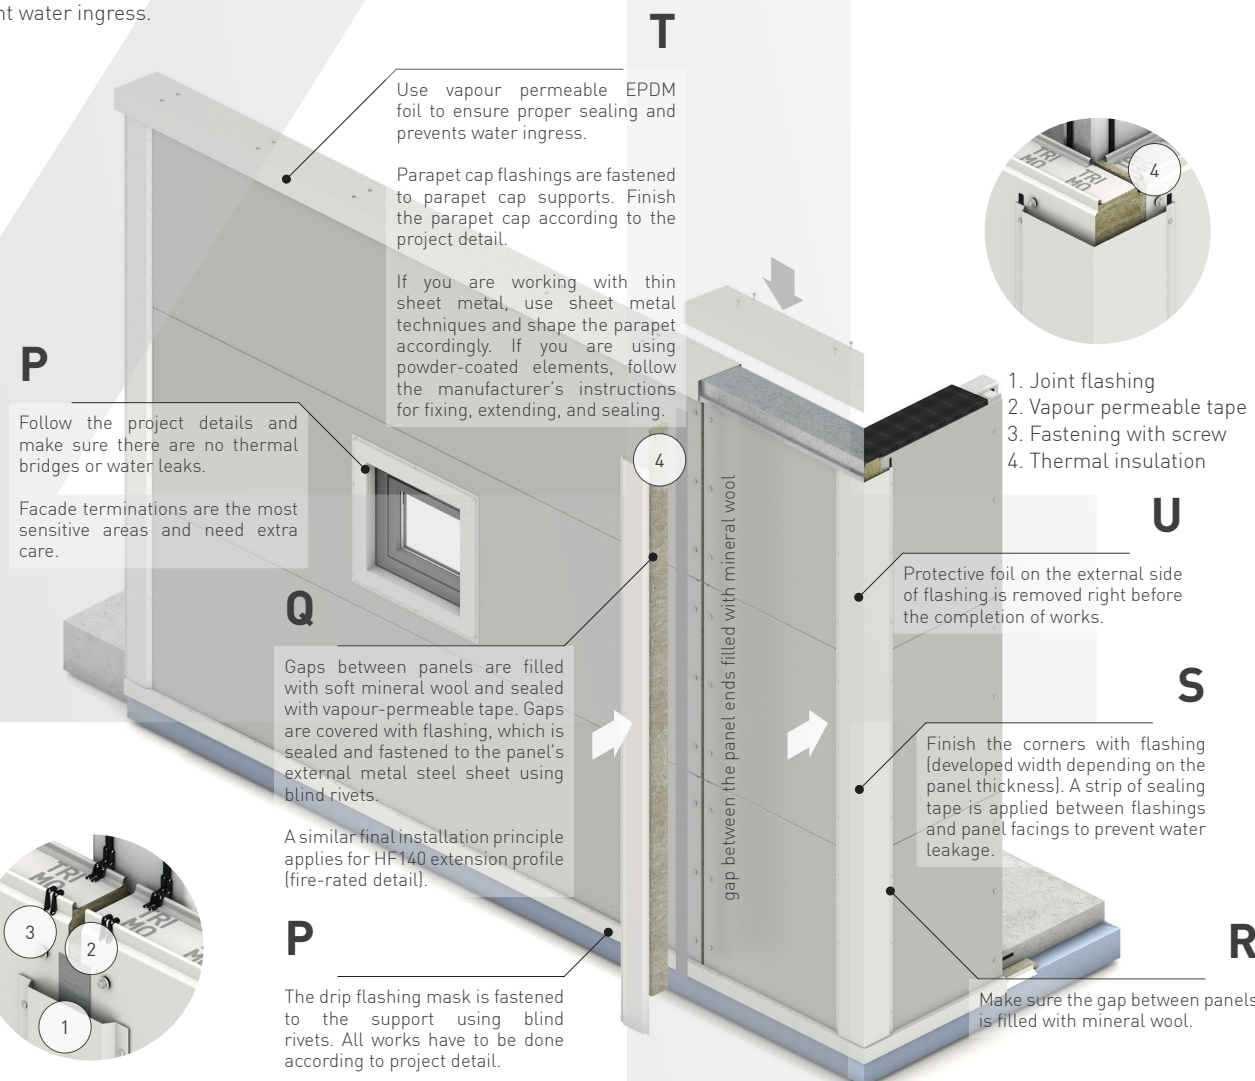 nt water ingress.
T
Use vapour permeable EPDM
foil to ensure proper sealing and
prevents water ingress.
Parapet cap flashings are fastened
to parapet cap supports. Finish
the parapet cap according to the
project detail.
If you are working with thin
sheet metal, use sheet metal
techniques and shape the parapet
accordingly. If you are using
powder-coated elements, follow
the manufacturer's instructions
for fixing, extending, and sealing.
TRI
MO
TRI
MO
4
1. Joint flashing
2. Vapour permeable tape
3. Fastening with screw
4. Thermal insulation
P
Follow the project details and
make sure there are no thermal
bridges or water leaks.
Facade terminations are the most
sensitive areas and need extra
care.
4
gap between the panel ends filled with mineral wool
U
Protective foil on the external side
of flashing is removed right before
the completion of works.
Q
Gaps between panels are filled
with soft mineral wool and sealed
with vapour-permeable tape. Gaps
are covered with flashing, which is
sealed and fastened to the panel's
external metal steel sheet using
blind rivets.
A similar final installation principle
applies for HF140 extension profile
(fire-rated detail).
S
Finish the corners with flashing
(developed width depending on the
panel thickness). A strip of sealing
tape is applied between flashings
and panel facings to prevent water
leakage.
TRI
MO
TRI
MO
3
2
1
P
The drip flashing mask is fastened
to the support using blind
rivets. All works have to be done
according to project detail.
R
Make sure the gap between panels
is filled with mineral wool.